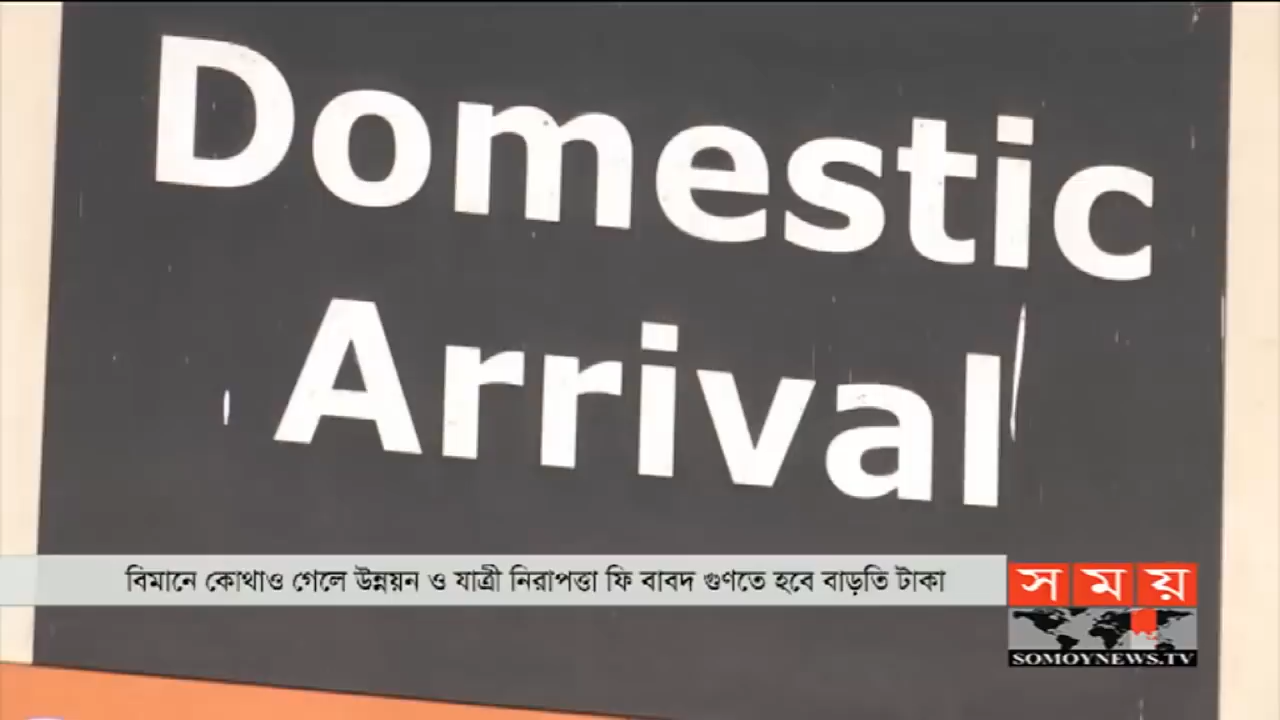 Domestic
Arrival
বিমানে কোথাও গেলে উন্নয়ন ও যাত্রী নিরাপত্তা ফি বাবদ গুণতে হবে বাড়তি টাকা
সময়
SOMOYNEWS.TV